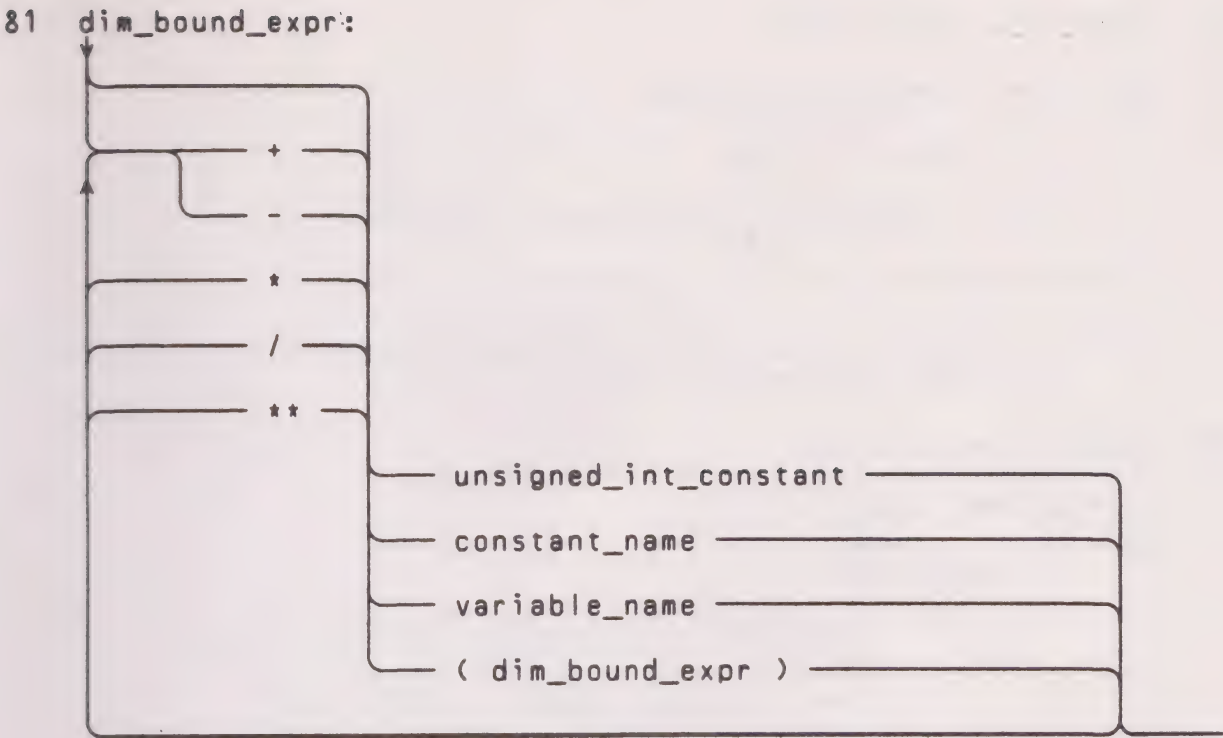 81 dim_bound_expr:
+
-
*
/
**
unsigned_int_constant
constant_name
variable_name
( dim_bound_expr )